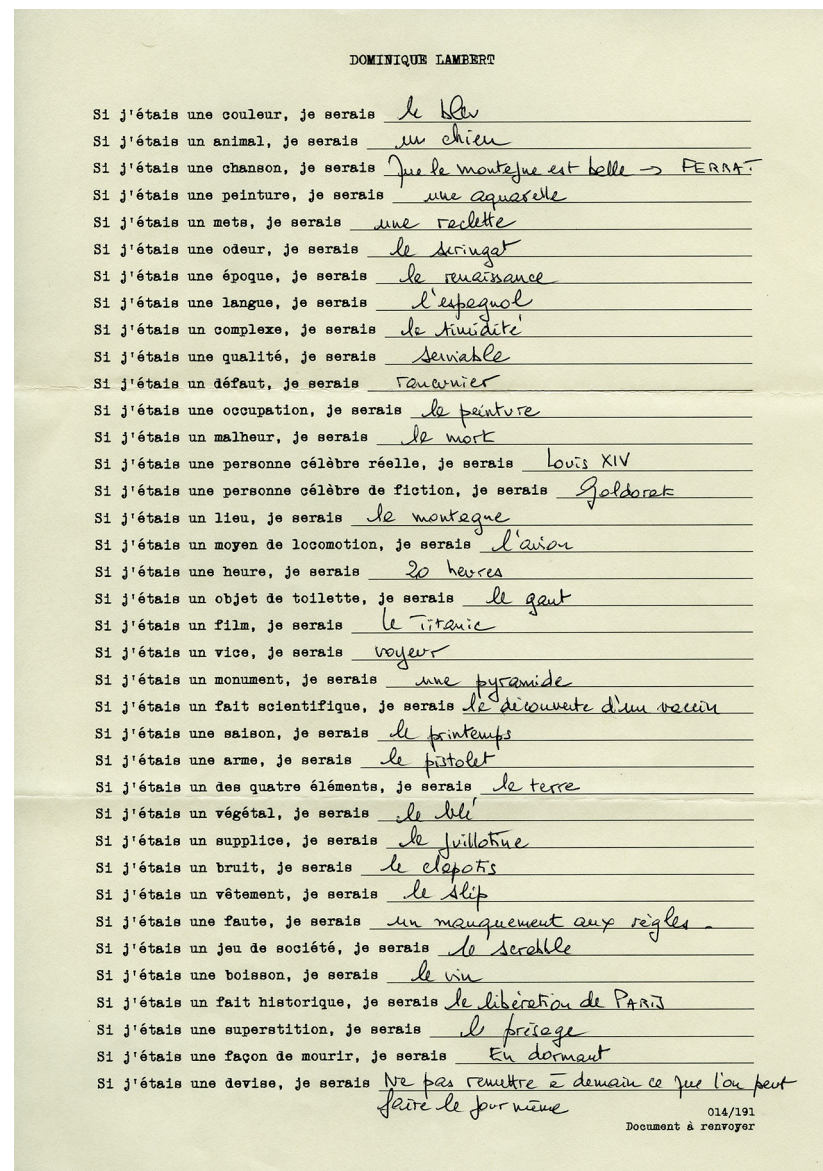 DOMINIQUE LAMBERT
Si j'étais une couleur, je serais le bleu
Si j'étais un animal, je serais un chien
Si j'étais une chanson, je serais Que la montagne est belle → FERRAT
Si j'étais une peinture, je serais une aquarelle
Si j'étais un mets, je serais une raclette
Si j'étais une odeur, je serais le seringat
Si j'étais une époque, je serais la renaissance
Si j'étais une langue, je serais l'espagnol
Si j'étais un complexe, je serais la timidité
Si j'étais une qualité, je serais serviable
Si j'étais un défaut, je serais rancunier
Si j'étais une occupation, je serais la peinture
Si j'étais un malheur, je serais la mort
Si j'étais une personne célèbre réelle, je serais Louis XIV
Si j'étais une personne célèbre de fiction, je serais Goldorak
Si j'étais un lieu, je serais la montagne
Si j'étais un moyen de locomotion, je serais l'avion
Si j'étais une heure, je serais 20 heures
Si j'étais un objet de toilette, je serais le gant
Si j'étais un film, je serais Le Titanic
Si j'étais un vice, je serais voyeur
Si j'étais un monument, je serais une pyramide
Si j'étais un fait scientifique, je serais la découverte d'un vaccin
Si j'étais une saison, je serais le printemps
Si j'étais une arme, je serais le pistolet
Si j'étais un des quatre éléments, je serais la terre
Si j'étais un végétal, je serais le blé
Si j'étais un supplice, je serais la guillotine
Si j'étais un bruit, je serais le clapotis
Si j'étais un vêtement, je serais le slip
Si j'étais une faute, je serais un manquement aux règles.
Si j'étais un jeu de société, je serais le scrabble
Si j'étais une boisson, je serais le vin
Si j'étais un fait historique, je serais la libération de PARIS
Si j'étais une superstition, je serais le présage
Si j'étais une façon de mourir, je serais En dormant
Si j'étais une devise, je serais Ne pas remettre à demain ce que l'on peut
faire le jour même
014/191
Document à renvoyer